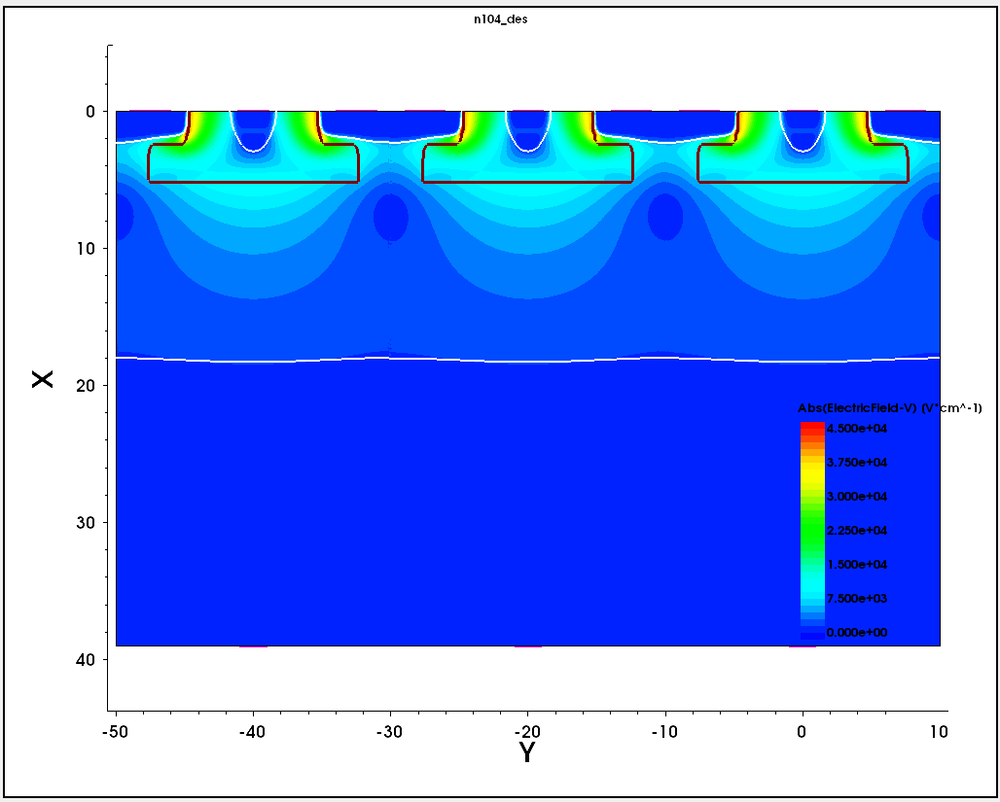 n104_des
0
10
X
20
Abs(ElectricField-V) (V*cm^-1)
4.500e+04
3.750e+04
3.000e+04
30
2.250e+04
1.500e+04
7.500e+03
0.000e+00
40
-50 -40 -30 -20 -10 0 10
Y